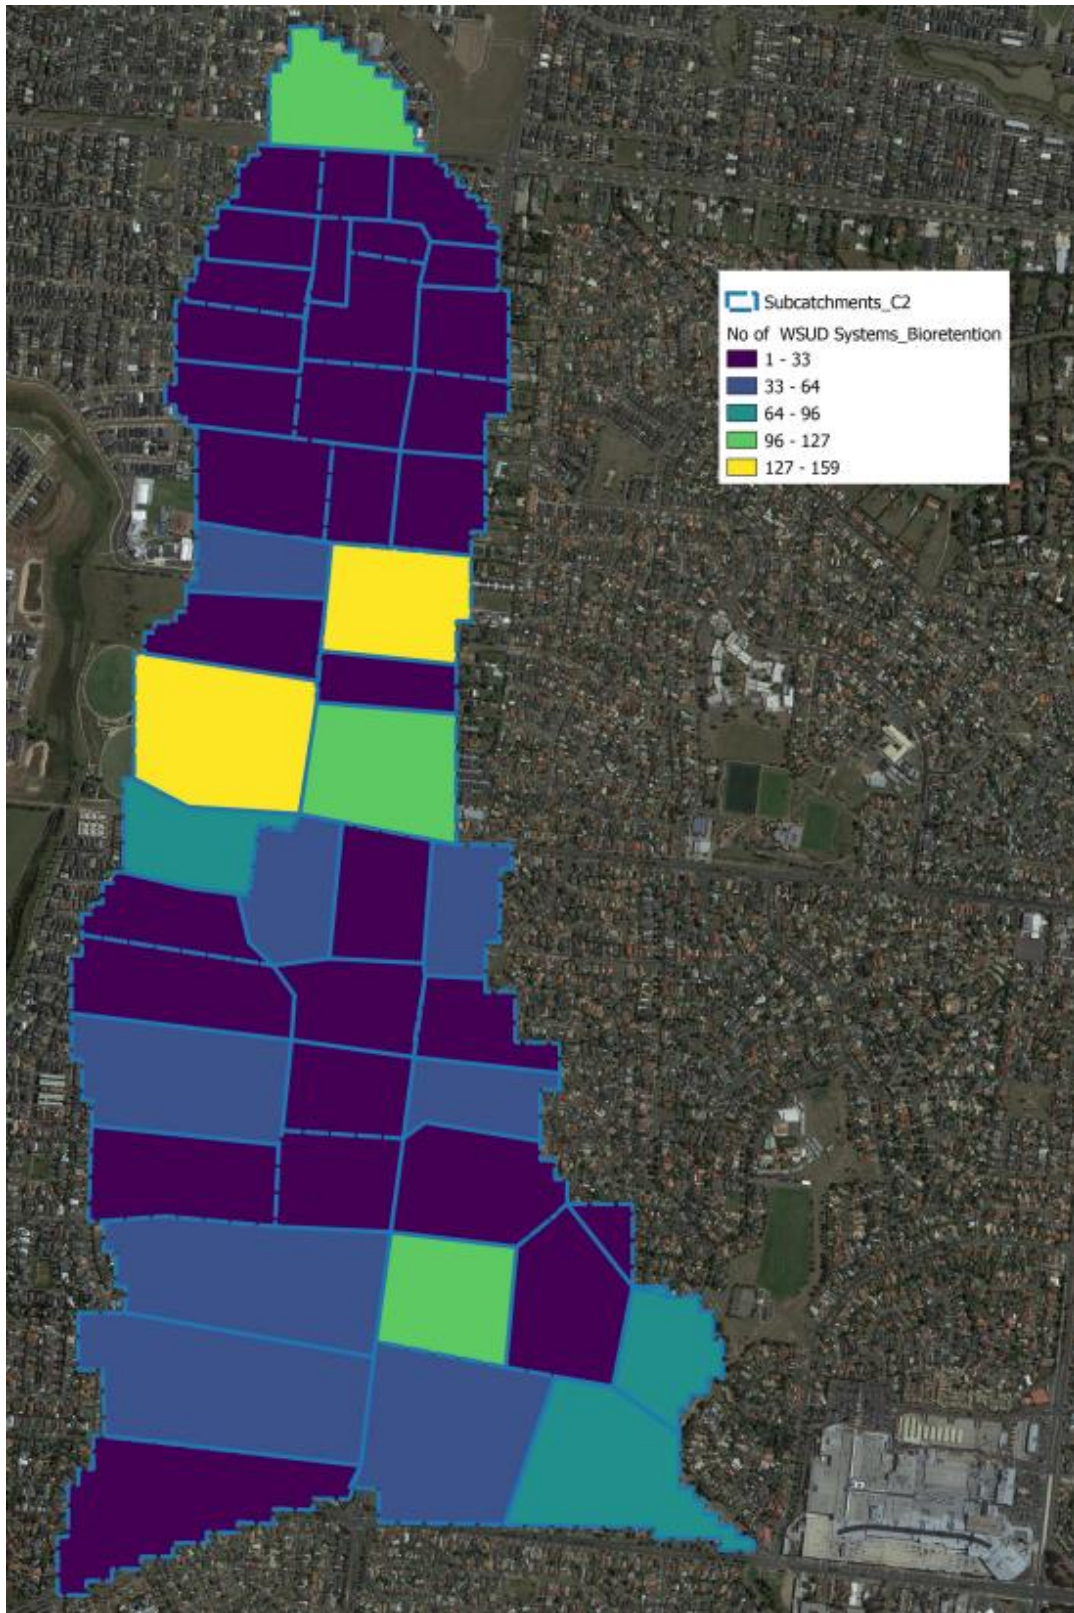 Subcatchments_C2
No of WSUD Systems_Bioretention
1 - 33
33 - 64
64 - 96
96 - 127
127 - 159